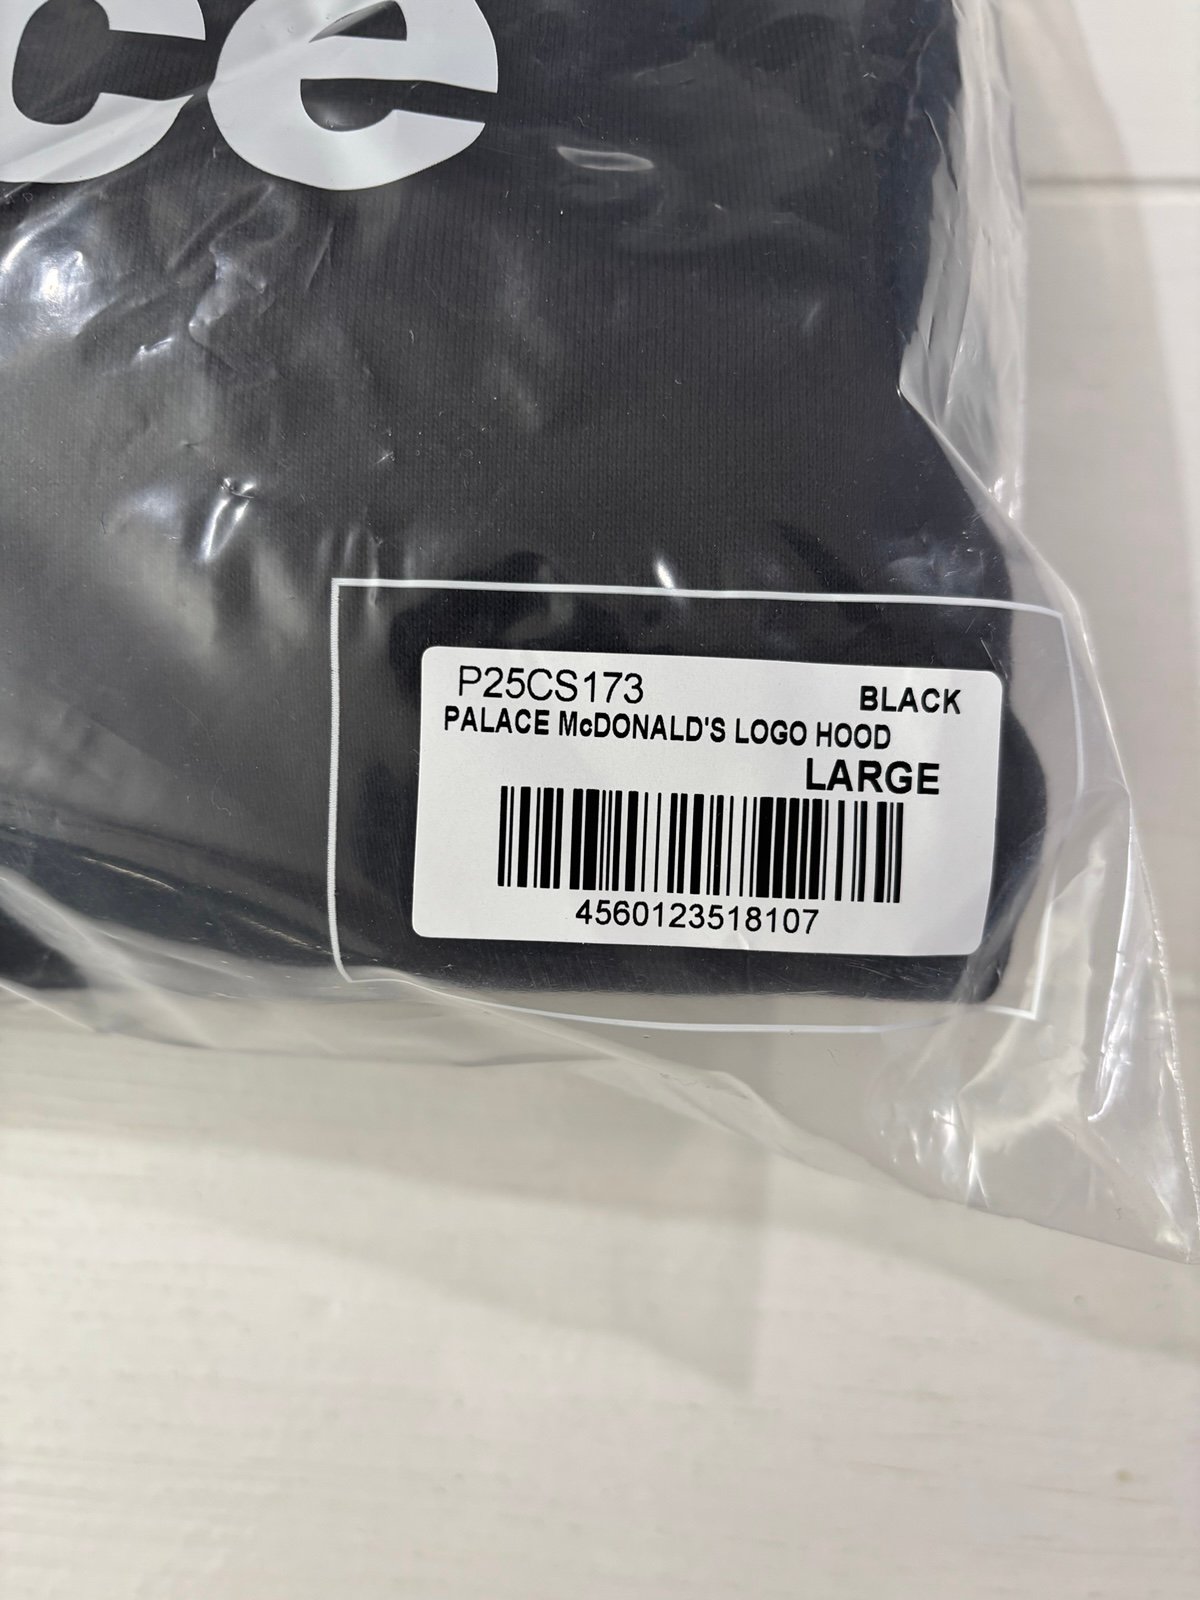 ce
P25CS173
BLACK
PALACE McDONALD'S LOGO HOOD
LARGE
4560123518107